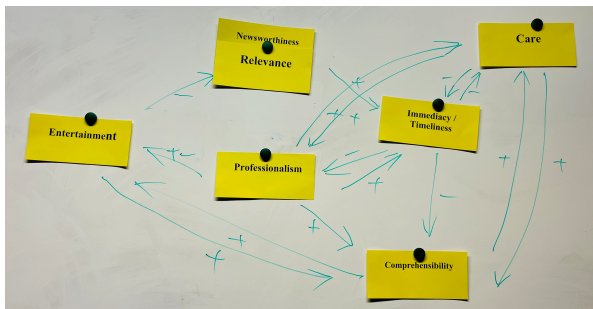 Newsworthiness
Relevance
Care
Immediacy /
Timeliness
Entertainment
Professionalism
Comprehensibility
−
+
+
+
−
−
+−
−
+
−
+
+
+
+
+